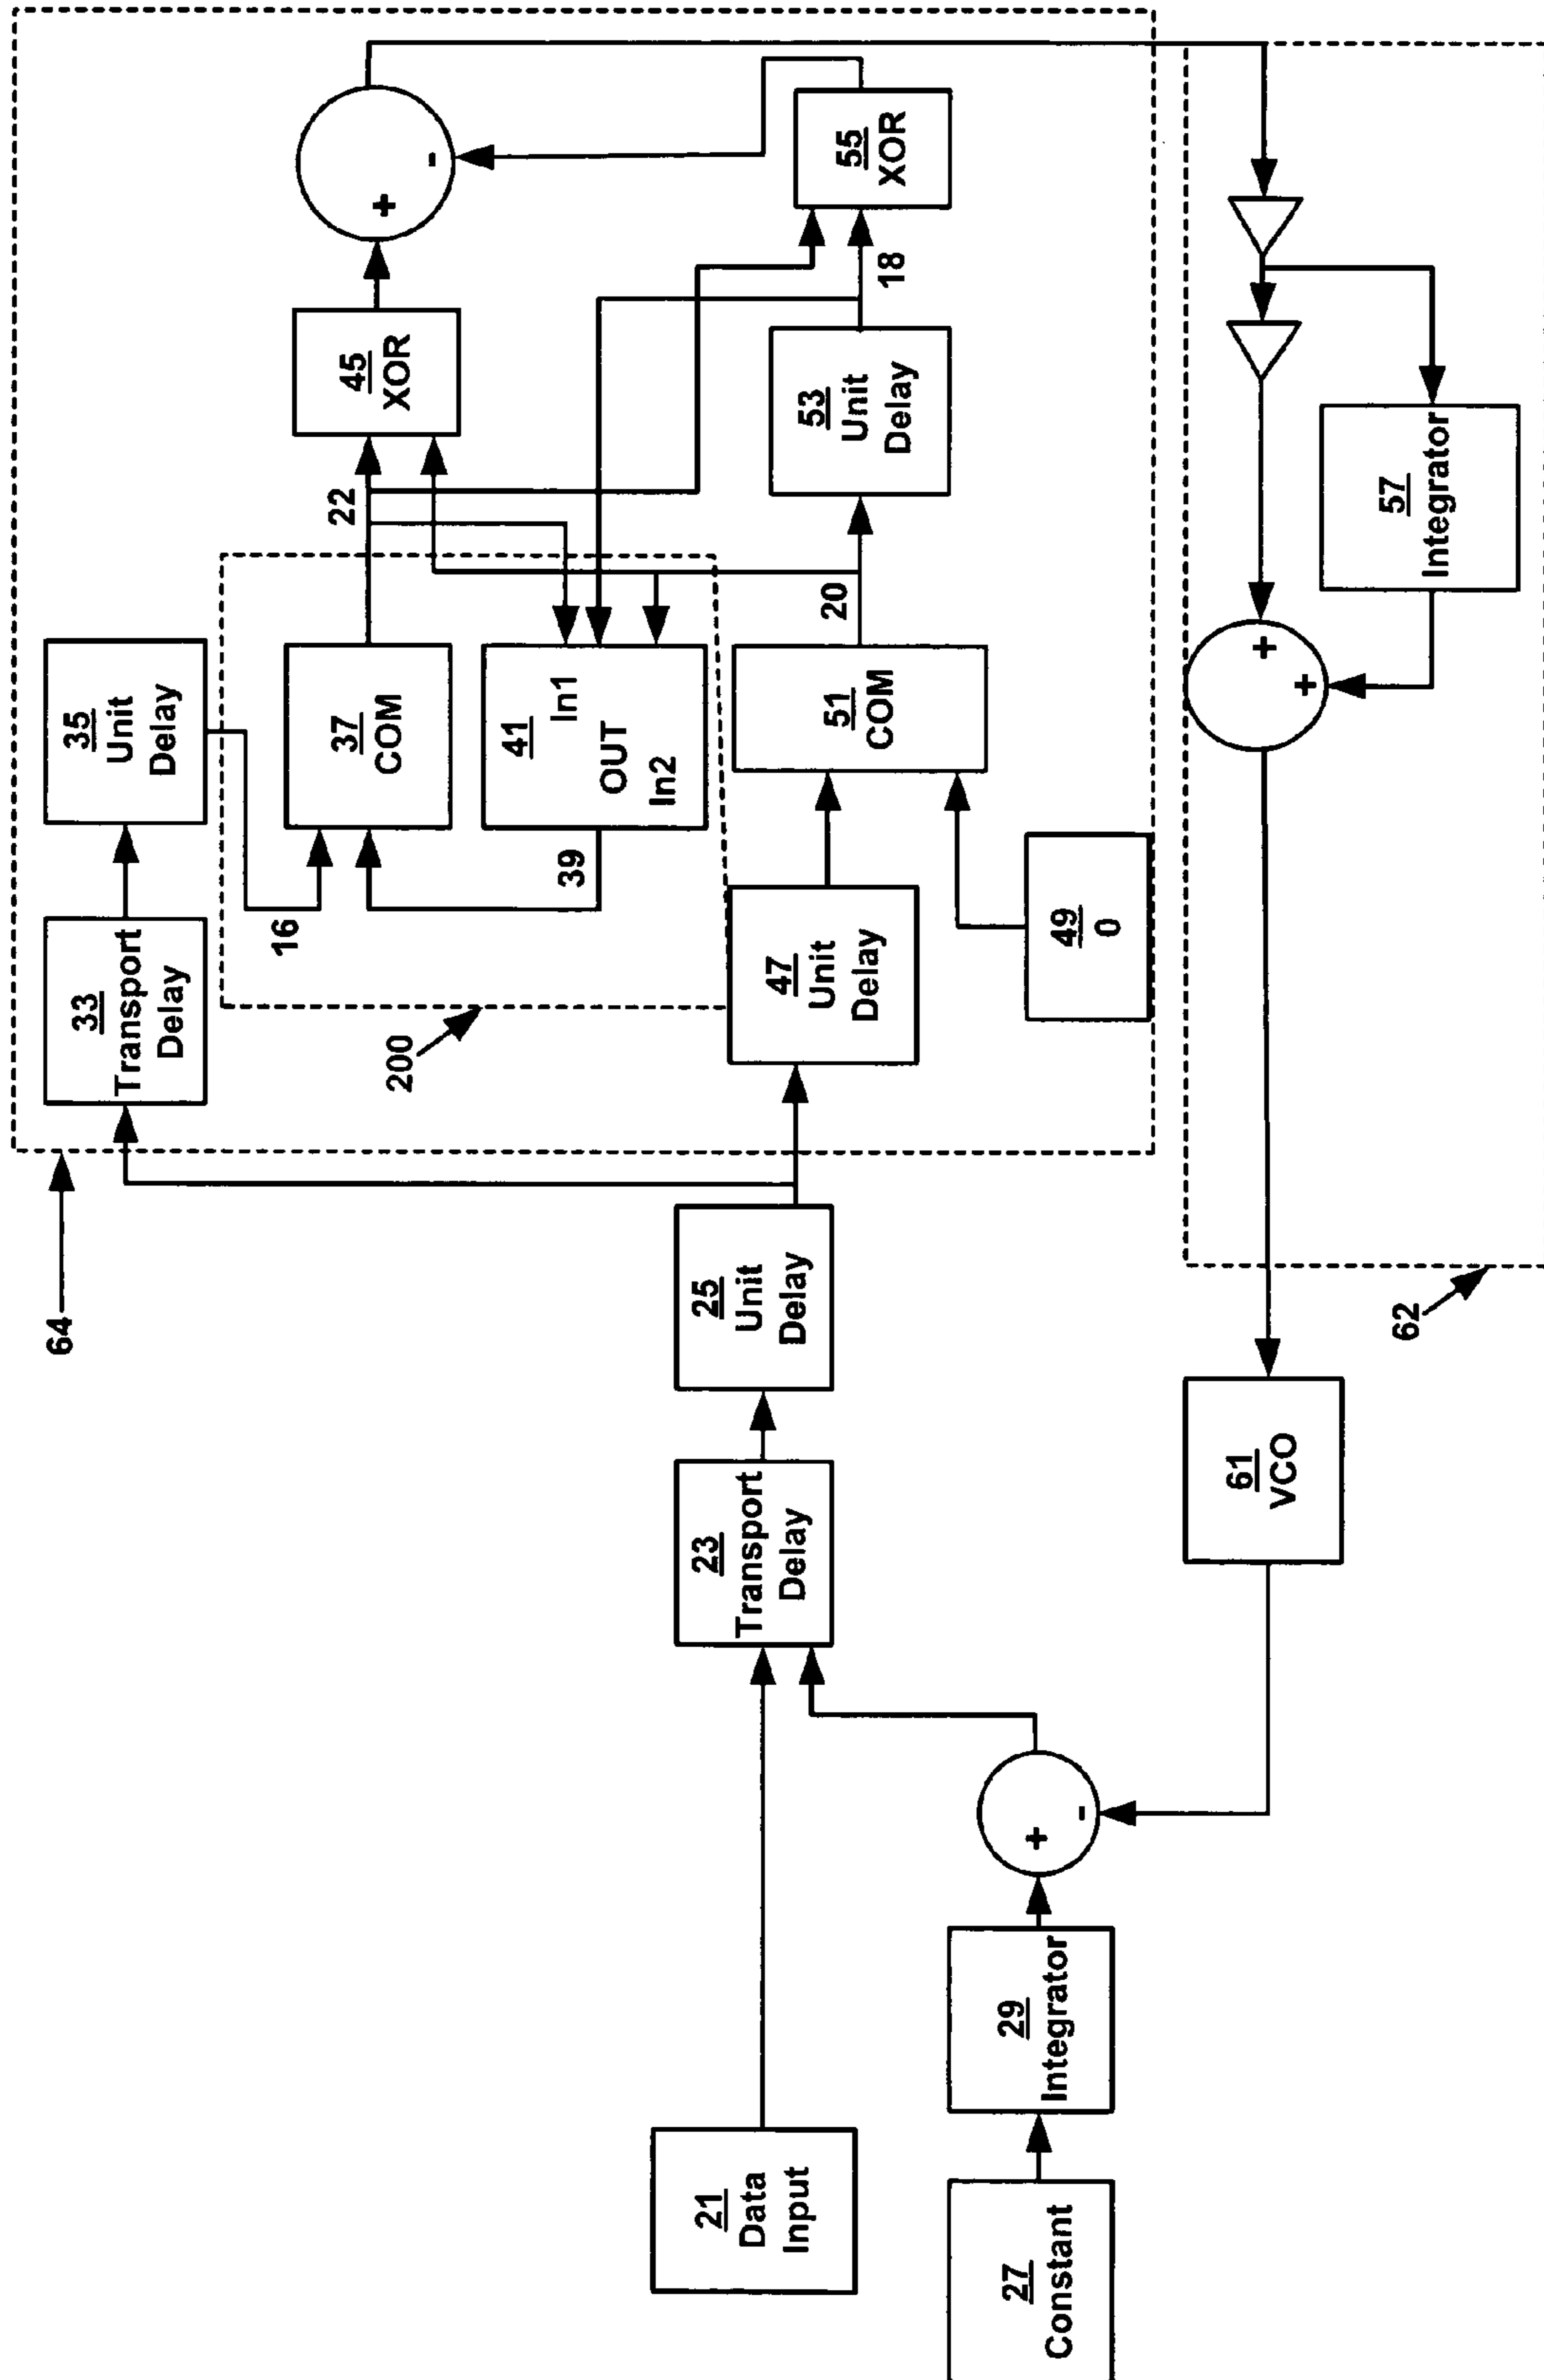 64
33
Transport
Delay
35
Unit
Delay
200
16
37
COM
22
45
XOR
+
-
39
41
In1
OUT
In2
47
Unit
Delay
49
0
51
COM
20
53
Unit
Delay
18
55
XOR
21
Data
Input
23
Transport
Delay
25
Unit
Delay
27
Constant
29
Integrator
+
-
61
VCO
62
+
+
57
Integrator